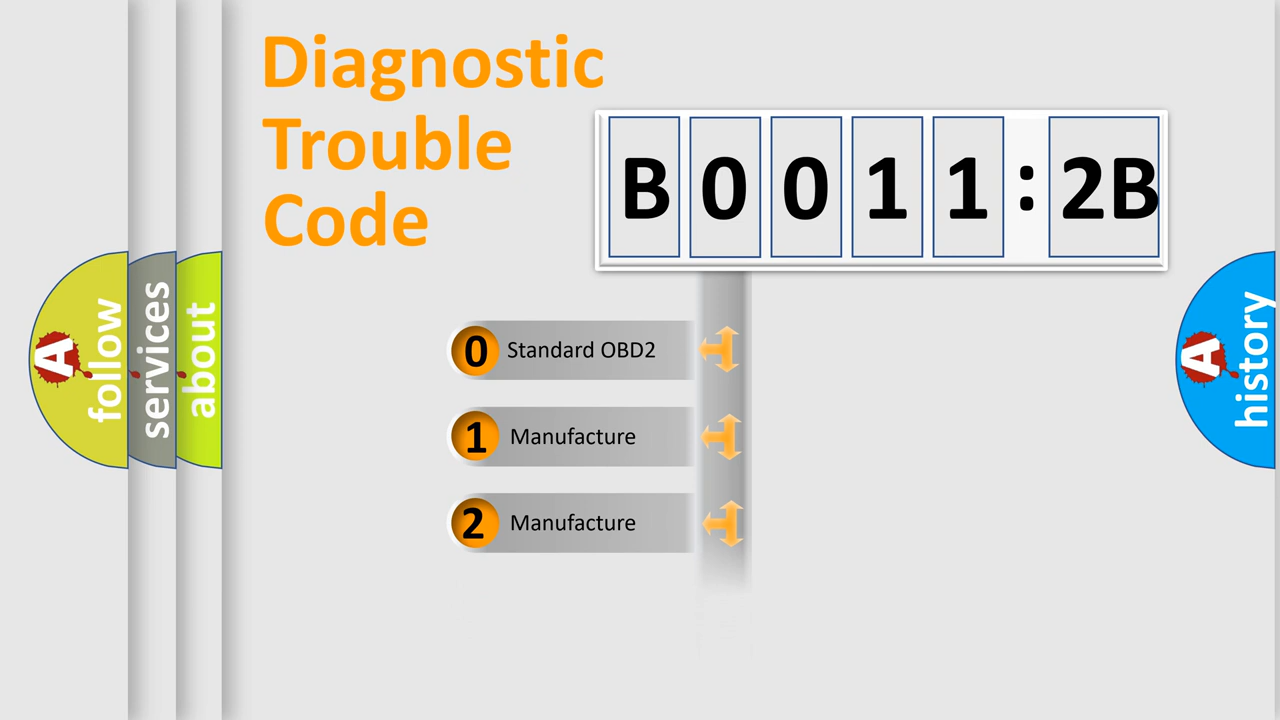 Diagnostic
Trouble
Code
B 0 0 1 1 : 2B
0 Standard OBD2
1 Manufacture
2 Manufacture
A follow
services
about
A history